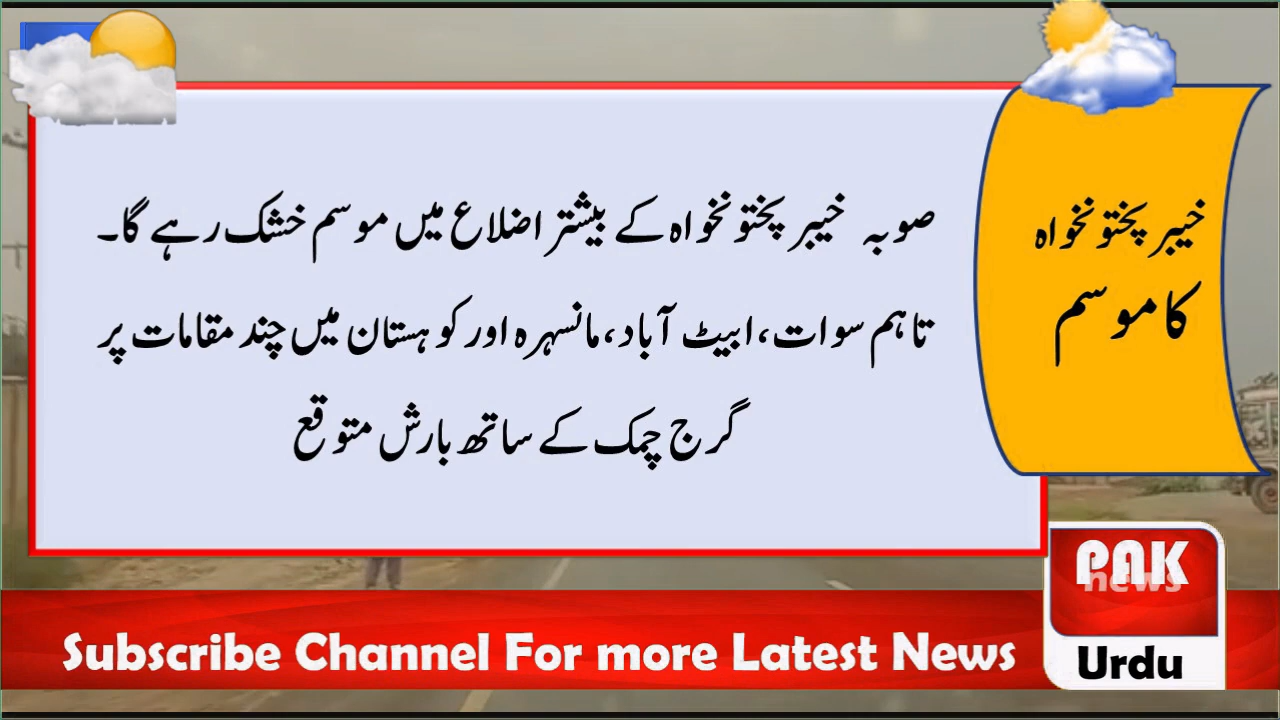 خیبر پختونخواہ
کا موسم
صوبہ خیبر پختونخواہ کے بیشتر اضلاع میں موسم خشک رہے گا۔
تاہم سوات، ابیٹ آباد، مانسہرہ اور کوہستان میں چند مقامات پر
گرج چمک کے ساتھ بارش متوقع
PAK
news
Urdu
Subscribe Channel For more Latest News